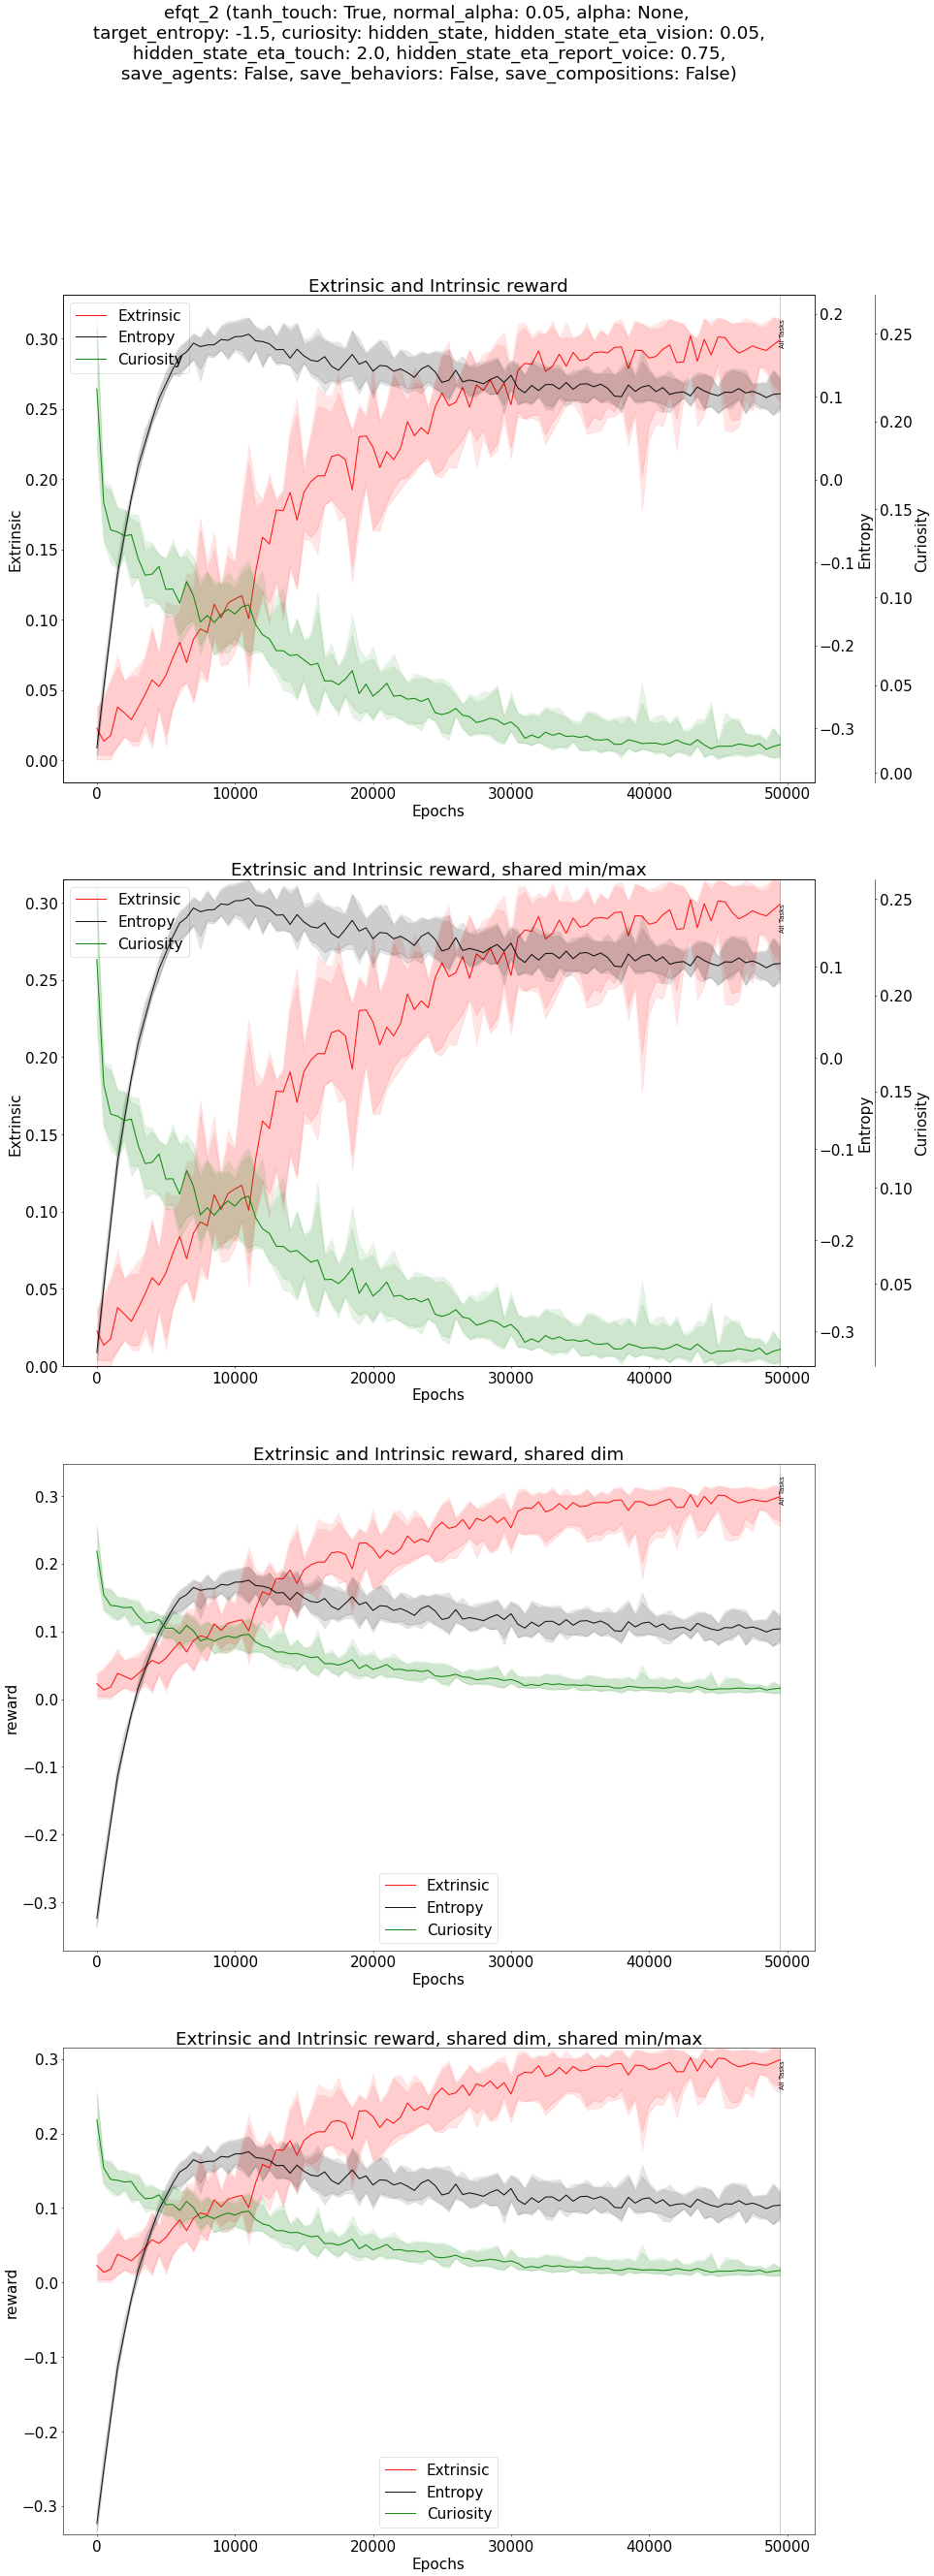 efqt_2 (tanh_touch: True, normal_alpha: 0.05, alpha: None,
target_entropy: -1.5, curiosity: hidden_state, hidden_state_eta_vision: 0.05,
hidden_state_eta_touch: 2.0, hidden_state_eta_report_voice: 0.75,
save_agents: False, save_behaviors: False, save_compositions: False)
Extrinsic and Intrinsic reward
Extrinsic
Entropy
Curiosity
All Tasks
0.30
0.25
0.20
0.15
0.10
0.05
0.00
Extrinsic
0.2
0.1
0.0
−0.1
−0.2
−0.3
Entropy
0.25
0.20
0.15
0.10
0.05
0.00
Curiosity
0 10000 20000 30000 40000 50000
Epochs
Extrinsic and Intrinsic reward, shared min/max
Extrinsic
Entropy
Curiosity
All Tasks
0.30
0.25
0.20
0.15
0.10
0.05
0.00
Extrinsic
0.1
0.0
−0.1
−0.2
−0.3
Entropy
0.25
0.20
0.15
0.10
0.05
Curiosity
0 10000 20000 30000 40000 50000
Epochs
Extrinsic and Intrinsic reward, shared dim
All Tasks
0.3
0.2
0.1
0.0
−0.1
−0.2
−0.3
reward
Extrinsic
Entropy
Curiosity
0 10000 20000 30000 40000 50000
Epochs
Extrinsic and Intrinsic reward, shared dim, shared min/max
All Tasks
0.3
0.2
0.1
0.0
−0.1
−0.2
−0.3
reward
Extrinsic
Entropy
Curiosity
0 10000 20000 30000 40000 50000
Epochs